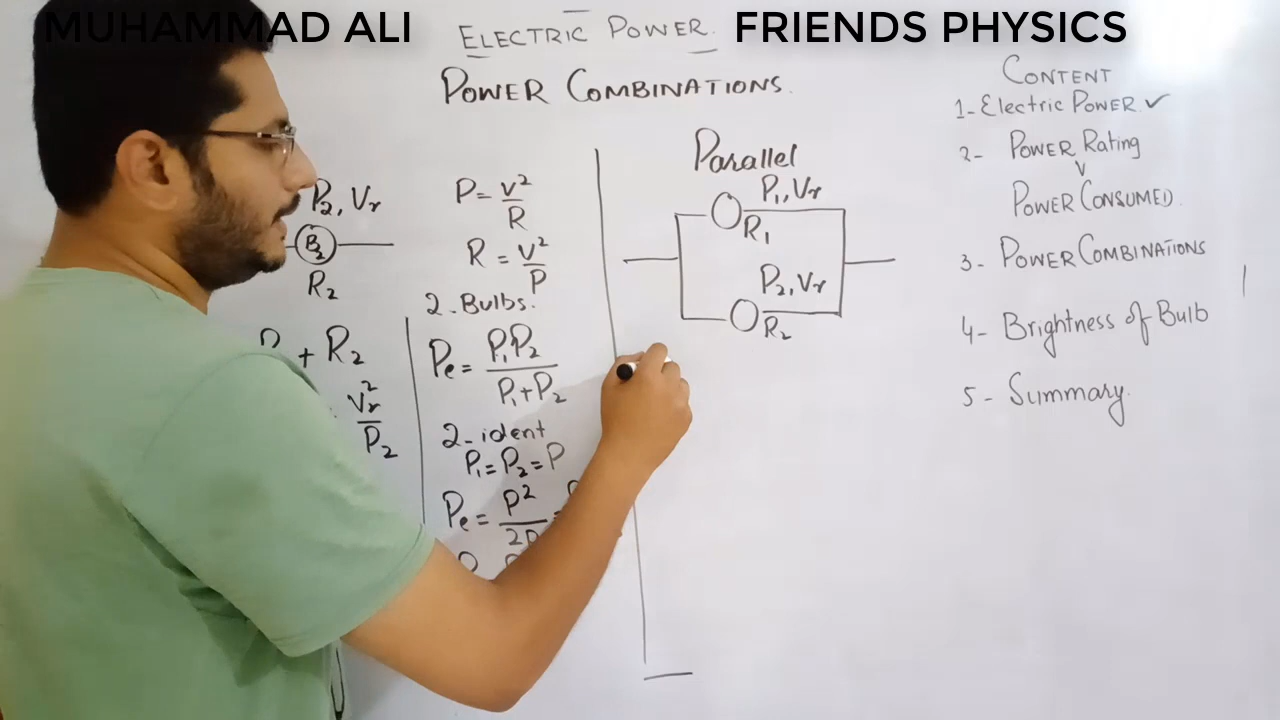 MUHAMMAD ALI
FRIENDS PHYSICS
ELECTRIC POWER.
POWER COMBINATIONS.
P₂, Vᵣ
B₂
R₂
+ R₂
Vᵣ²
P₂
P = V²/R
R = V²/P
2-Bulbs.
Pₑ = P₁P₂/P₁+P₂
2-ident
P₁ = P₂ = P
Pₑ = P²/2P =
Parallel
P₁, Vᵣ
R₁
P₂, Vᵣ
R₂
CONTENT
1- Electric POWER ✓
2- POWER Rating
POWER CONSUMED
3- POWER COMBINATIONS
4- Brightness of Bulb
5- Summary.